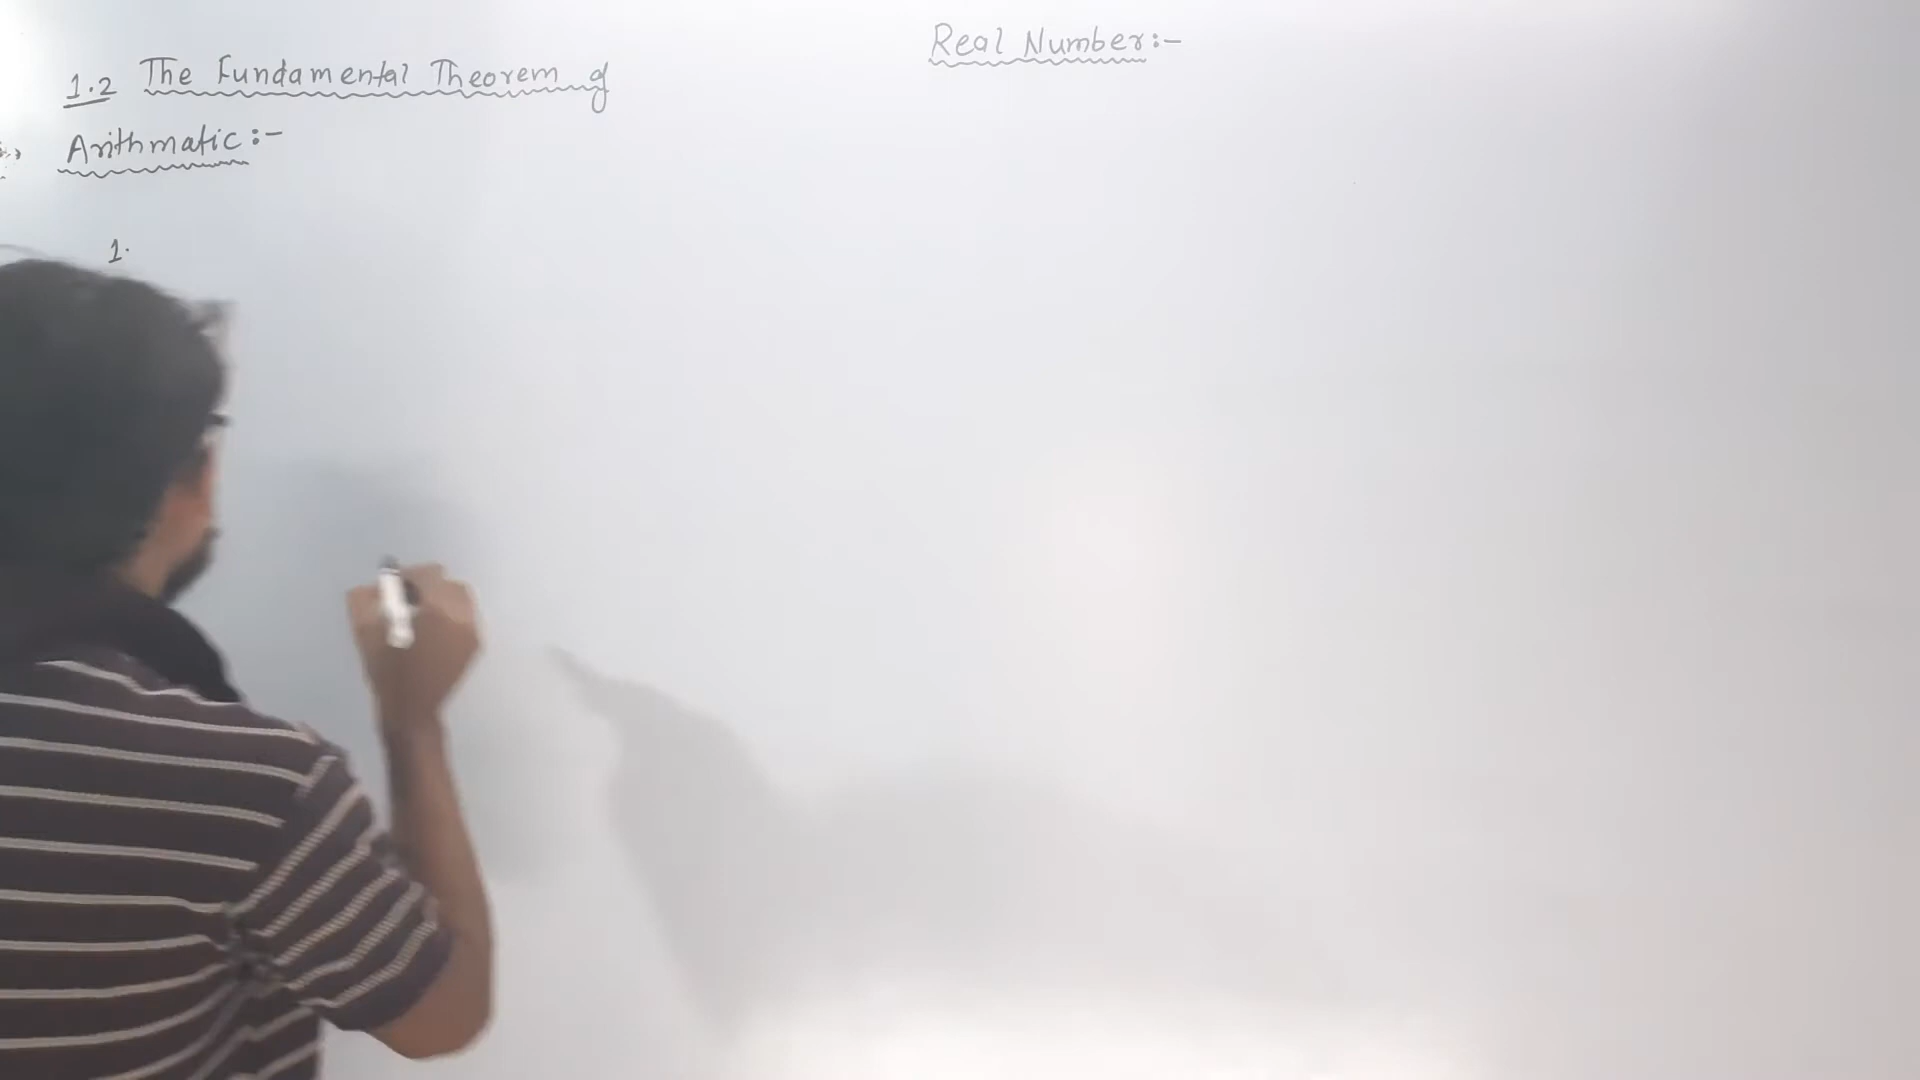 Real Number:-
1.2 The Fundamental Theorem of
Arithmatic:-
1.